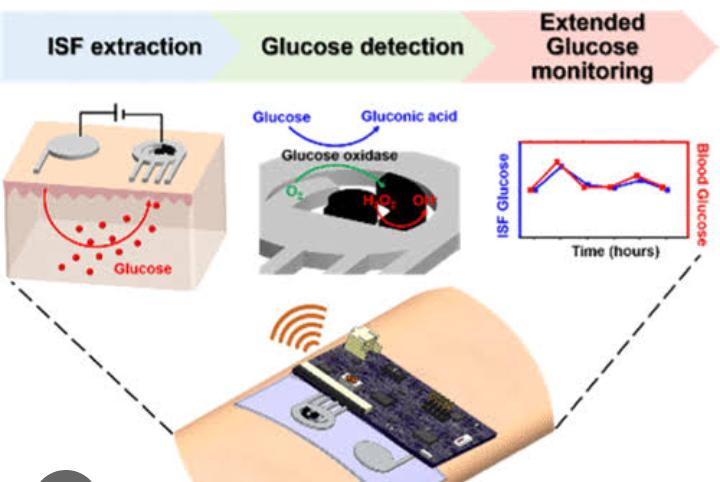 ISF extraction
Glucose detection
Extended
Glucose
monitoring
Glucose
Gluconic acid
Glucose oxidase
O₂
H₂O₂
OH⁻
Glucose
ISF Glucose
Blood Glucose
Time (hours)